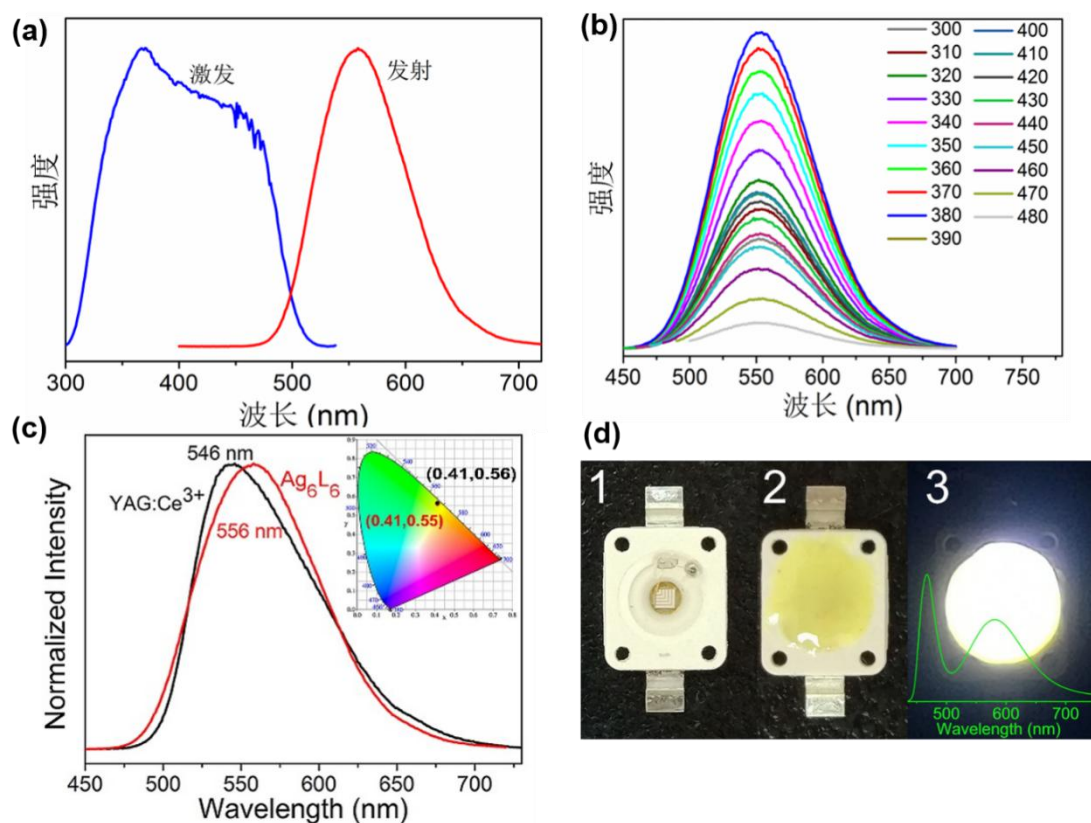 (a)
激发
发射
强度
300
400
500
600
700
波长 (nm)
(b)
300
400
310
410
320
420
330
430
340
440
350
450
360
460
370
470
380
480
390
强度
450
500
550
600
650
700
750
波长 (nm)
(c)
546 nm
YAG:Ce³⁺
Ag₆L₆
556 nm
(0.41,0.56)
(0.41,0.55)
Normalized Intensity
450
500
550
600
650
700
Wavelength (nm)
(d)
1
2
3
500
600
700
Wavelength (nm)